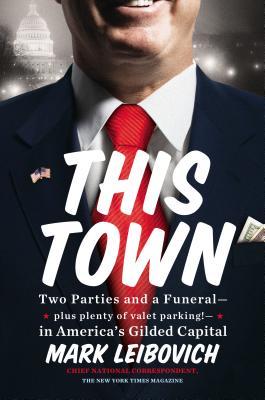 THIS
TOWN
Two Parties and a Funeral—
plus plenty of valet parking!—
in America's Gilded Capital
MARK LEIBOVICH
CHIEF NATIONAL CORRESPONDENT,
THE NEW YORK TIMES MAGAZINE